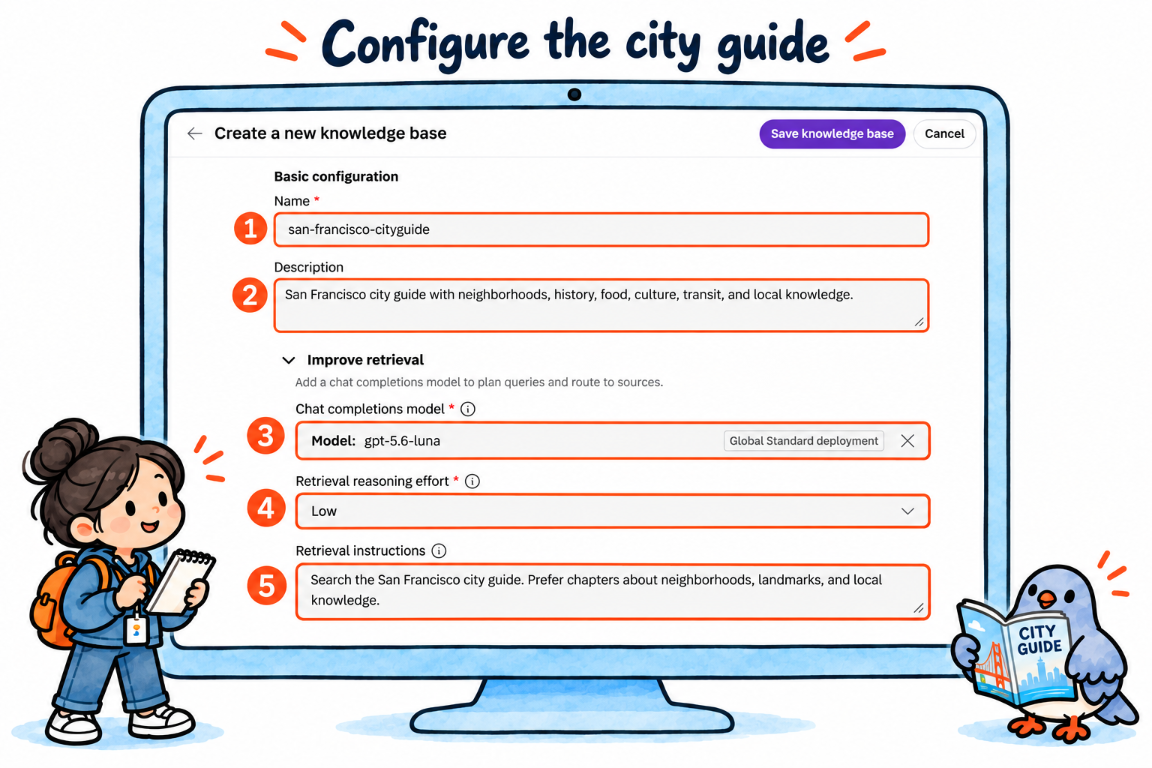 Configure the city guide
← Create a new knowledge base
Save knowledge base
Cancel
Basic configuration
Name *
1
san-francisco-cityguide
Description
2
San Francisco city guide with neighborhoods, history, food, culture, transit, and local knowledge.
Improve retrieval
Add a chat completions model to plan queries and route to sources.
Chat completions model *
3
Model: gpt-5.6-luna
Global Standard deployment
Retrieval reasoning effort *
4
Low
Retrieval instructions
5
Search the San Francisco city guide. Prefer chapters about neighborhoods, landmarks, and local
knowledge.
CITY
GUIDE